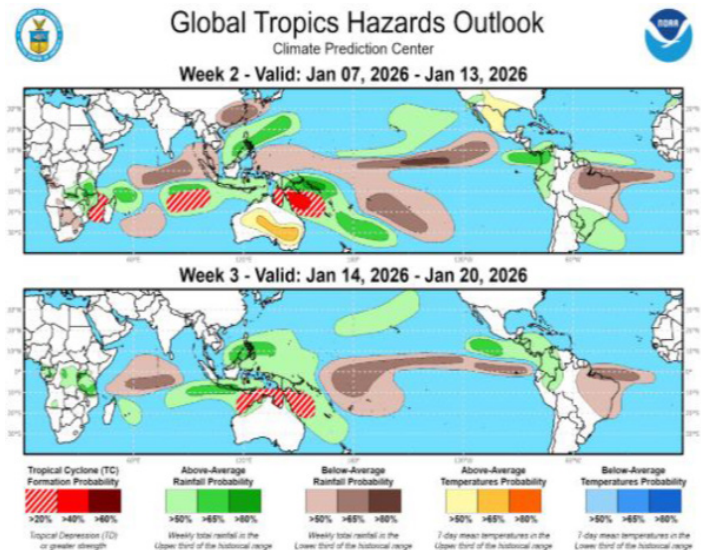 Global Tropics Hazards Outlook
Climate Prediction Center
NOAA
Week 2 - Valid: Jan 07, 2026 - Jan 13, 2026
Week 3 - Valid: Jan 14, 2026 - Jan 20, 2026
Tropical Cyclone (TC)
Formation Probability
>20% >40% >60%
Tropical Depression (TD)
or greater strength
Above-Average
Rainfall Probability
>50% >65% >80%
Weekly total rainfall in the
Upper third of the historical range
Below-Average
Rainfall Probability
>50% >65% >80%
Weekly total rainfall in the
Lower third of the historical range
Above-Average
Temperatures Probability
>50% >65% >80%
7-day mean temperatures in the
Upper third of the historical range
Below-Average
Temperatures Probability
>50% >65% >80%
7-day mean temperatures in the
Lower third of the historical range